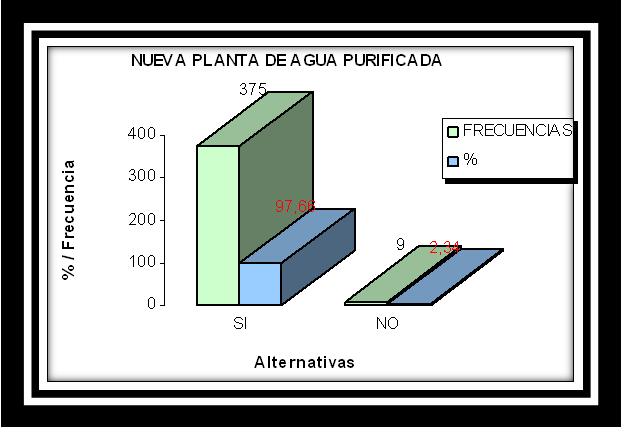 NUEVA PLANTA DE AGUA PURIFICADA
375
400
FRECUENCIAS
%
300
97,66
200
9
2,34
100
0
% / Frecuencia
SI
NO
Alternativas